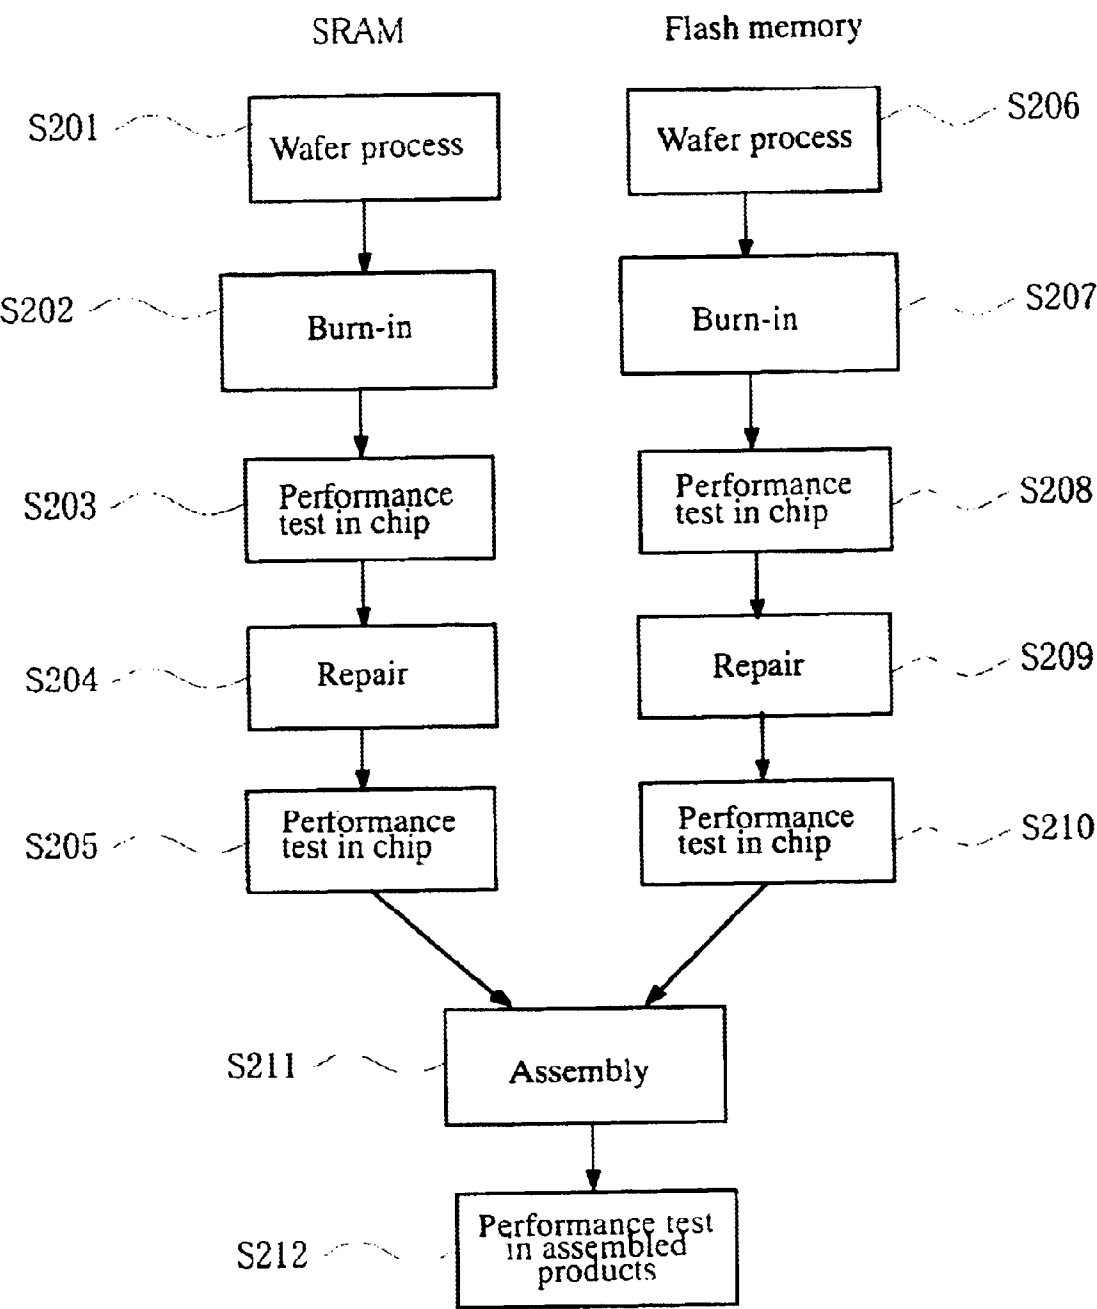 SRAM
Flash memory
S201
Wafer process
Wafer process
S206
S202
Burn-in
Burn-in
S207
S203
Performance
test in chip
Performance
test in chip
S208
S204
Repair
Repair
S209
S205
Performance
test in chip
Performance
test in chip
S210
S211
Assembly
S212
Performance test
in assembled
products